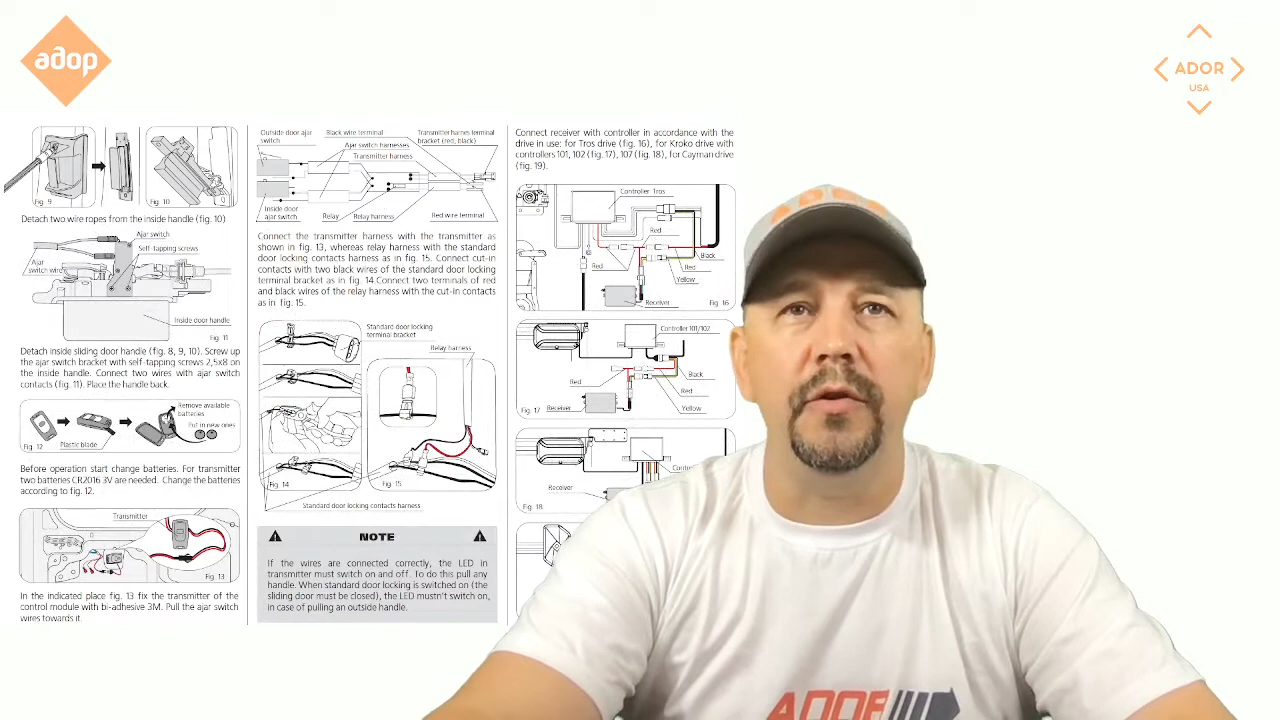 adop
ADOR
USA
Fig. 9
Fig. 10
Detach two wire ropes from the inside handle (fig. 10)
Ajar switch
Self-tapping screws
Ajar
switch wire
Inside door handle
Fig. 11
Detach inside sliding door handle (fig. 8, 9, 10). Screw up
the ajar switch bracket with self-tapping screws 2,5x8 on
the inside handle. Connect two wires with ajar switch
contacts (fig. 11). Place the handle back.
Remove available
batteries
Put in new ones
Fig. 12
Plastic blade
Before operation start change batteries. For transmitter
two batteries CR2016 3V are needed. Change the batteries
according to fig. 12.
Transmitter
Fig. 13
In the indicated place fig. 13 fix the transmitter of the
control module with bi-adhesive 3M. Pull the ajar switch
wires towards it.
Outside door ajar
switch
Black wire terminal
Transmitter harnes terminal
bracket (red, black)
Ajar switch harnesses
Transmitter harness
Inside door
ajar switch
Relay
Relay harness
Red wire terminal
Connect the transmitter harness with the transmitter as
shown in fig. 13, whereas relay harness with the standard
door locking contacts harness as in fig. 15. Connect cut-in
contacts with two black wires of the standard door locking
terminal bracket as in fig. 14.Connect two terminals of red
and black wires of the relay harness with the cut-in contacts
as in fig. 15.
Standard door locking
terminal bracket
Relay harness
Fig. 14
Fig. 15
Standard door locking contacts harness
NOTE
If the wires are connected correctly, the LED in
transmitter must switch on and off. To do this pull any
handle. When standard door locking is switched on (the
sliding door must be closed), the LED mustn't switch on,
in case of pulling an outside handle.
Connect receiver with controller in accordance with the
drive in use: for Tros drive (fig. 16), for Kroko drive with
controllers 101, 102 (fig. 17), 107 (fig. 18), for Cayman drive
(fig. 19).
Controller Tros
Red
Black
Red
Red
Yellow
Receiver
Fig. 16
Controller 101/102
Black
Red
Red
Yellow
Fig. 17
Receiver
Receiver
Fig. 18